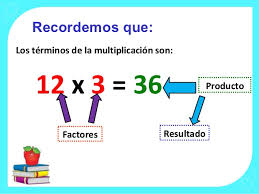 Recordemos que:
Los términos de la multiplicación son:
12 x 3 = 36
Producto
Factores
Resultado